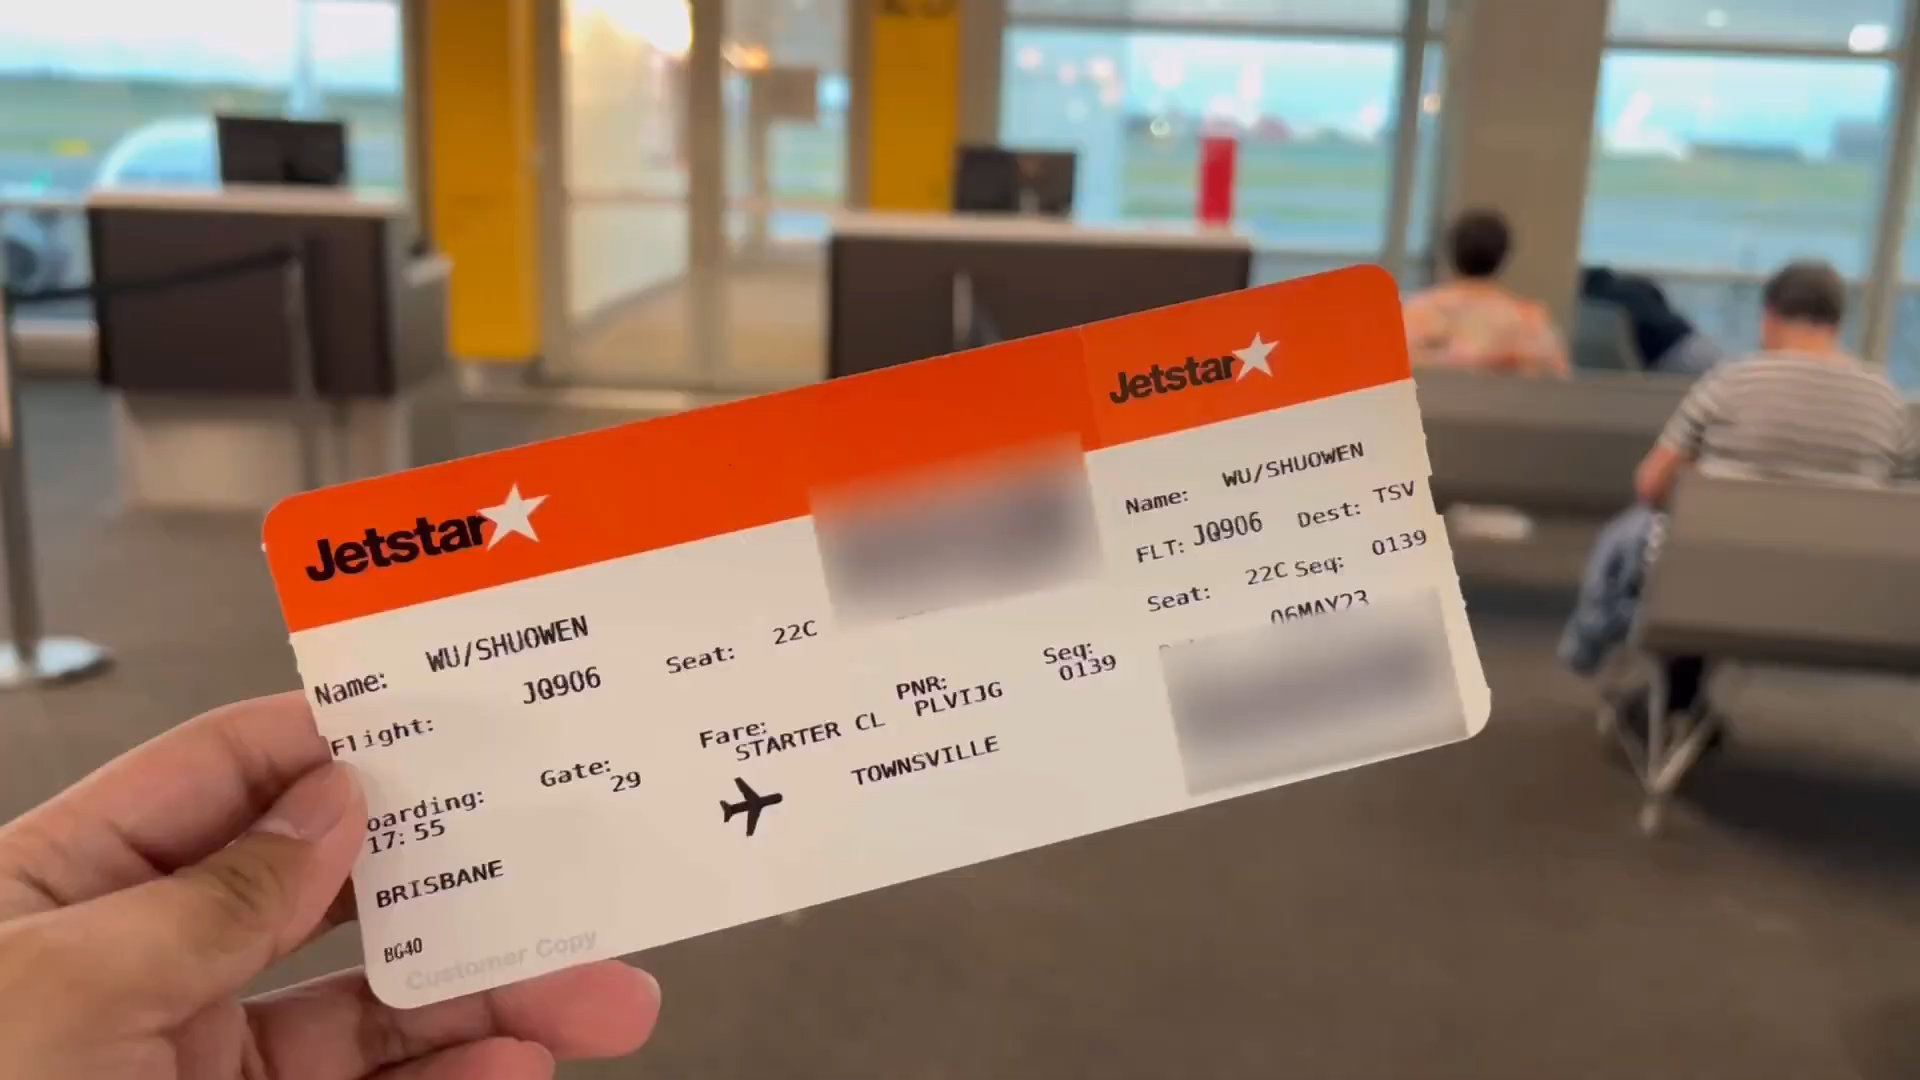 Jetstar
Name: WU/SHUOWEN
Flight: JQ906
Seat: 22C
oarding:
17:55
Gate:
29
Fare:
STARTER CL
PNR:
PLVIJG
Seq:
0139
BRISBANE
TOWNSVILLE
BG40
Customer Copy
Jetstar
Name: WU/SHUOWEN
FLT: JQ906 Dest: TSV
Seat: 22C Seq: 0139
06MAY23